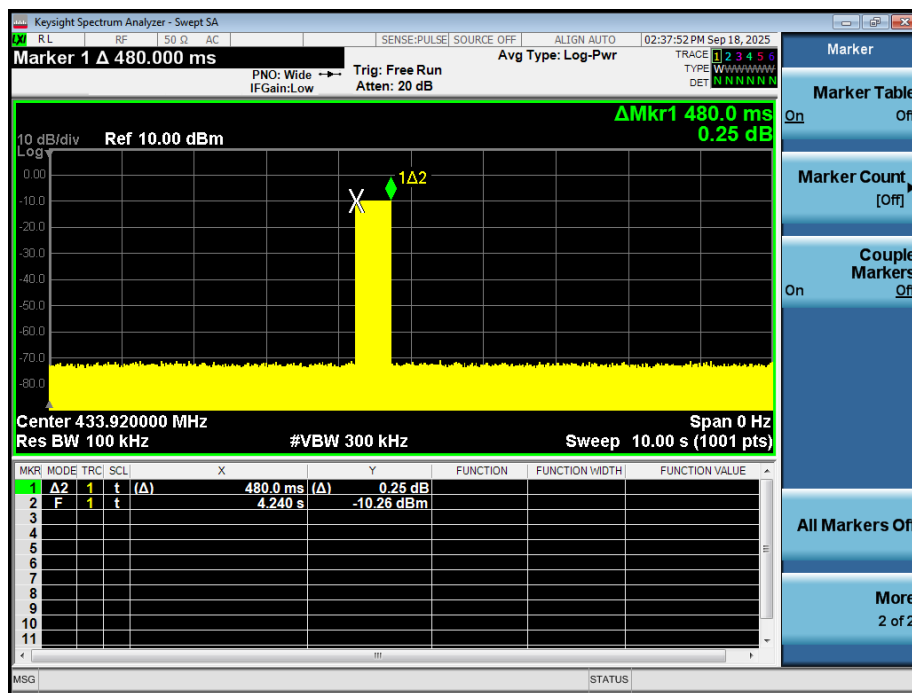 Keysight Spectrum Analyzer - Swept SA
LXI RL RF 50 Ω AC SENSE:PULSE SOURCE OFF ALIGN AUTO 02:37:52 PM Sep 18, 2025
Marker 1 Δ 480.000 ms
PNO: Wide
IFGain:Low
Trig: Free Run
Atten: 20 dB
Avg Type: Log-Pwr
TRACE 1 2 3 4 5 6
TYPE WWWWWW
DET N N N N N N
ΔMkr1 480.0 ms
0.25 dB
10 dB/div Ref 10.00 dBm
Log
0.00
-10.0
-20.0
-30.0
-40.0
-50.0
-60.0
-70.0
-80.0
X
1Δ2
Center 433.920000 MHz Span 0 Hz
Res BW 100 kHz #VBW 300 kHz Sweep 10.00 s (1001 pts)
MKR MODE TRC SCL X Y FUNCTION FUNCTION WIDTH FUNCTION VALUE
1 Δ2 1 t (Δ) 480.0 ms (Δ) 0.25 dB
2 F 1 t 4.240 s -10.26 dBm
3
4
5
6
7
8
9
10
11
MSG STATUS
Marker
Marker Table
On Off
Marker Count
[Off]
Couple
Markers
On Off
All Markers Off
More
2 of 2